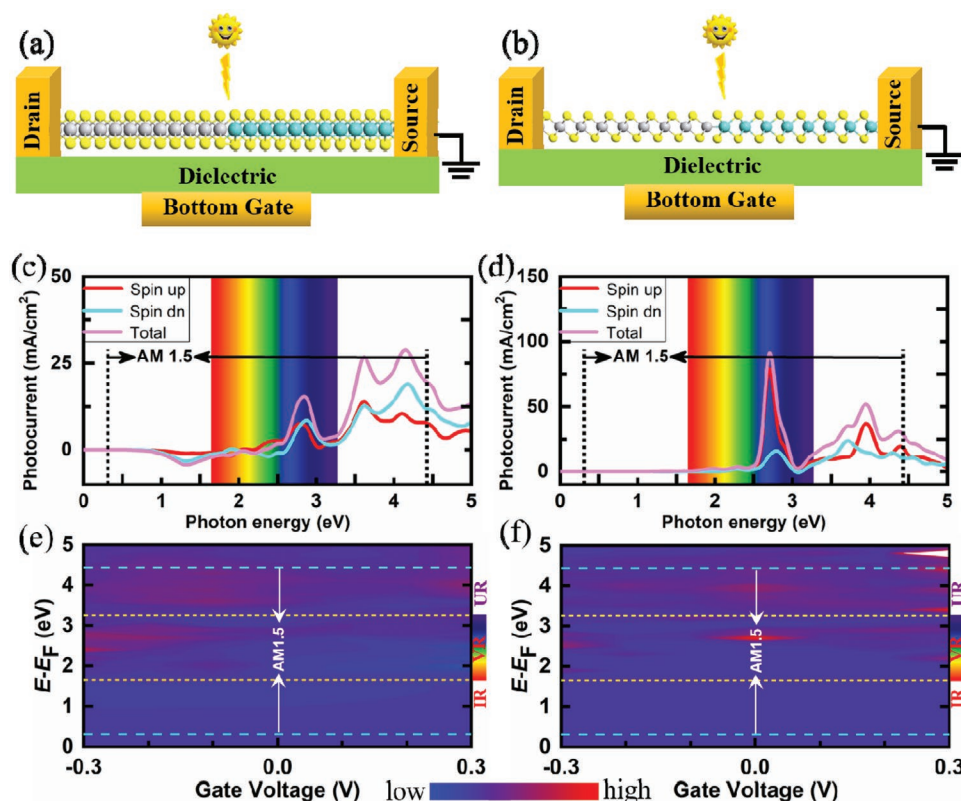 (a)
Drain
Source
Dielectric
Bottom Gate
(b)
Drain
Source
Dielectric
Bottom Gate
(c)
Photocurrent (mA/cm²)
50
25
0
Spin up
Spin dn
Total
AM 1.5
0 1 2 3 4 5
Photon energy (eV)
(d)
Photocurrent (mA/cm²)
150
100
50
0
Spin up
Spin dn
Total
AM 1.5
0 1 2 3 4 5
Photon energy (eV)
(e)
E-E_F (eV)
5
4
3
2
1
0
AM1.5
UR
IR
-0.3 0.0 0.3
Gate Voltage (V)
(f)
E-E_F (eV)
5
4
3
2
1
0
AM1.5
UR
IR
-0.3 0.0 0.3
Gate Voltage (V)
low high